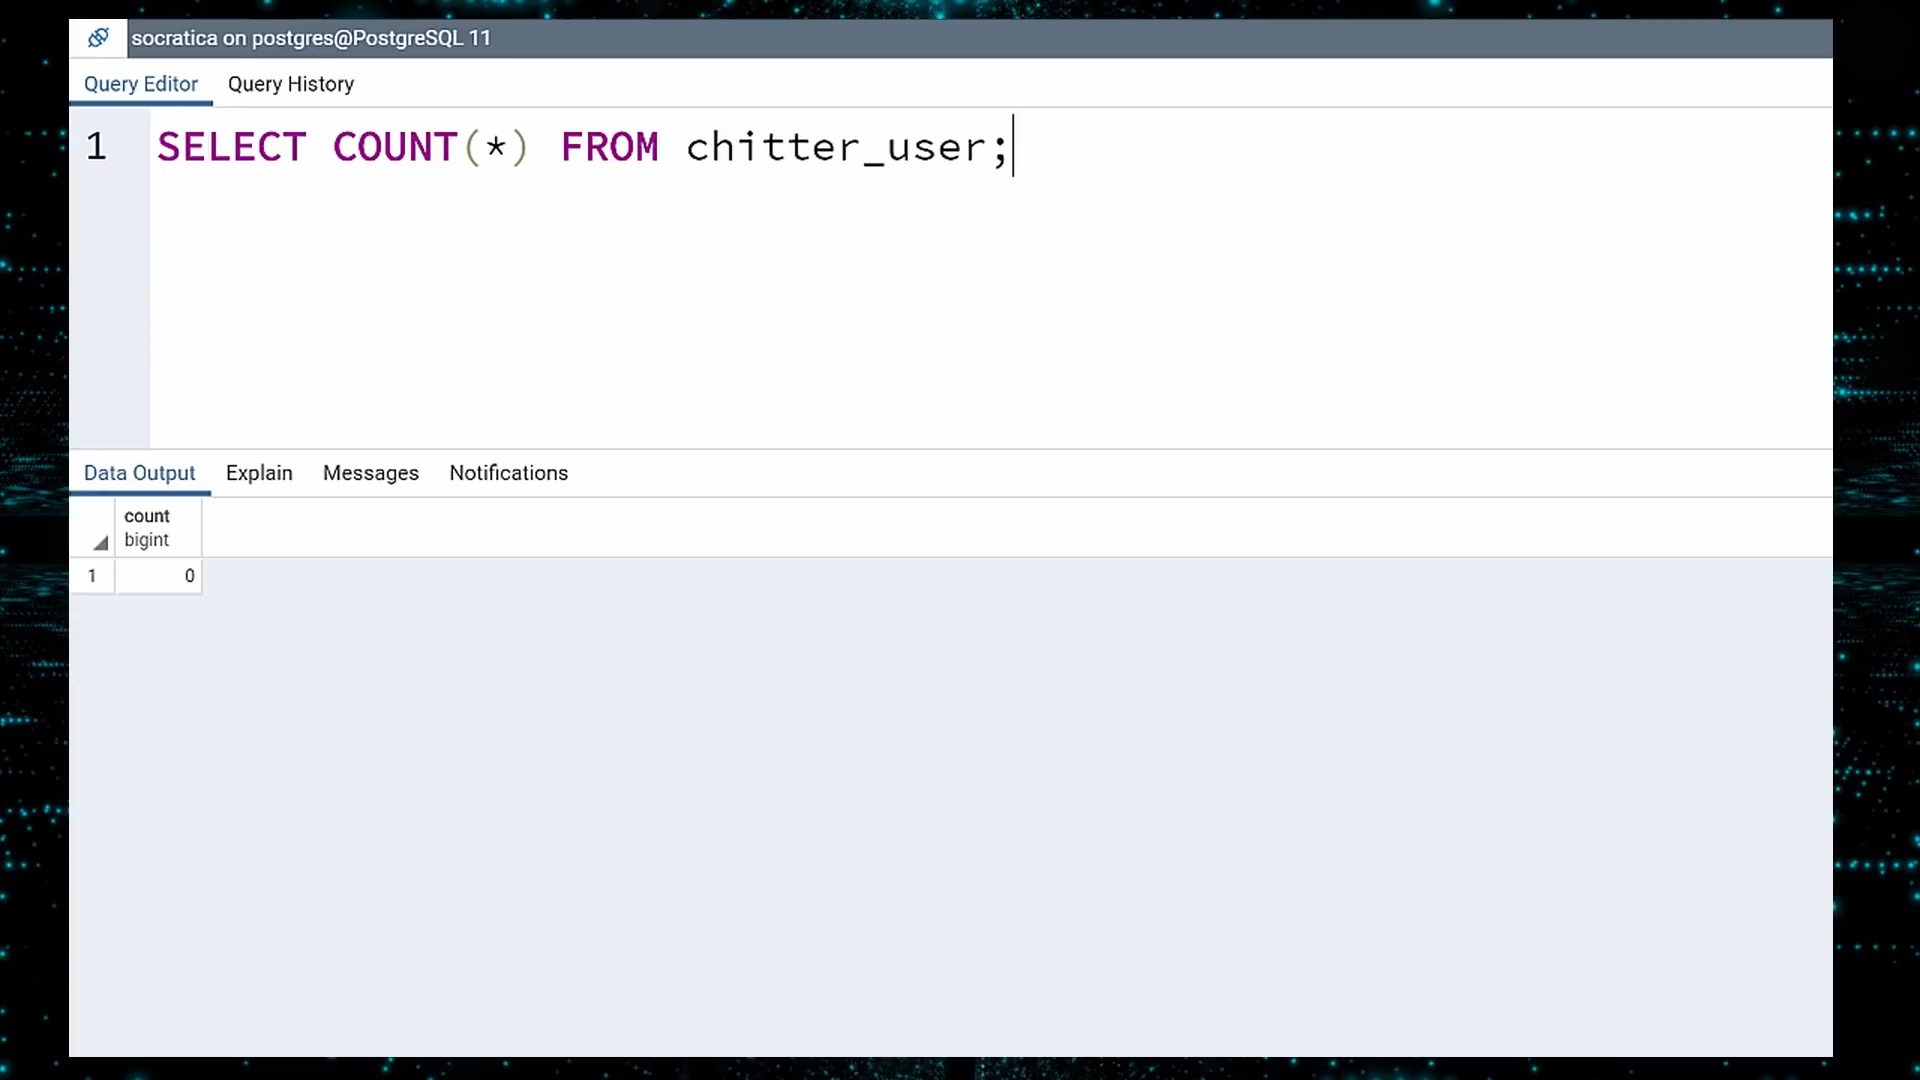 socratica on postgres@PostgreSQL 11
Query Editor Query History
1 SELECT COUNT(*) FROM chitter_user;
Data Output Explain Messages Notifications
count
bigint
1 0